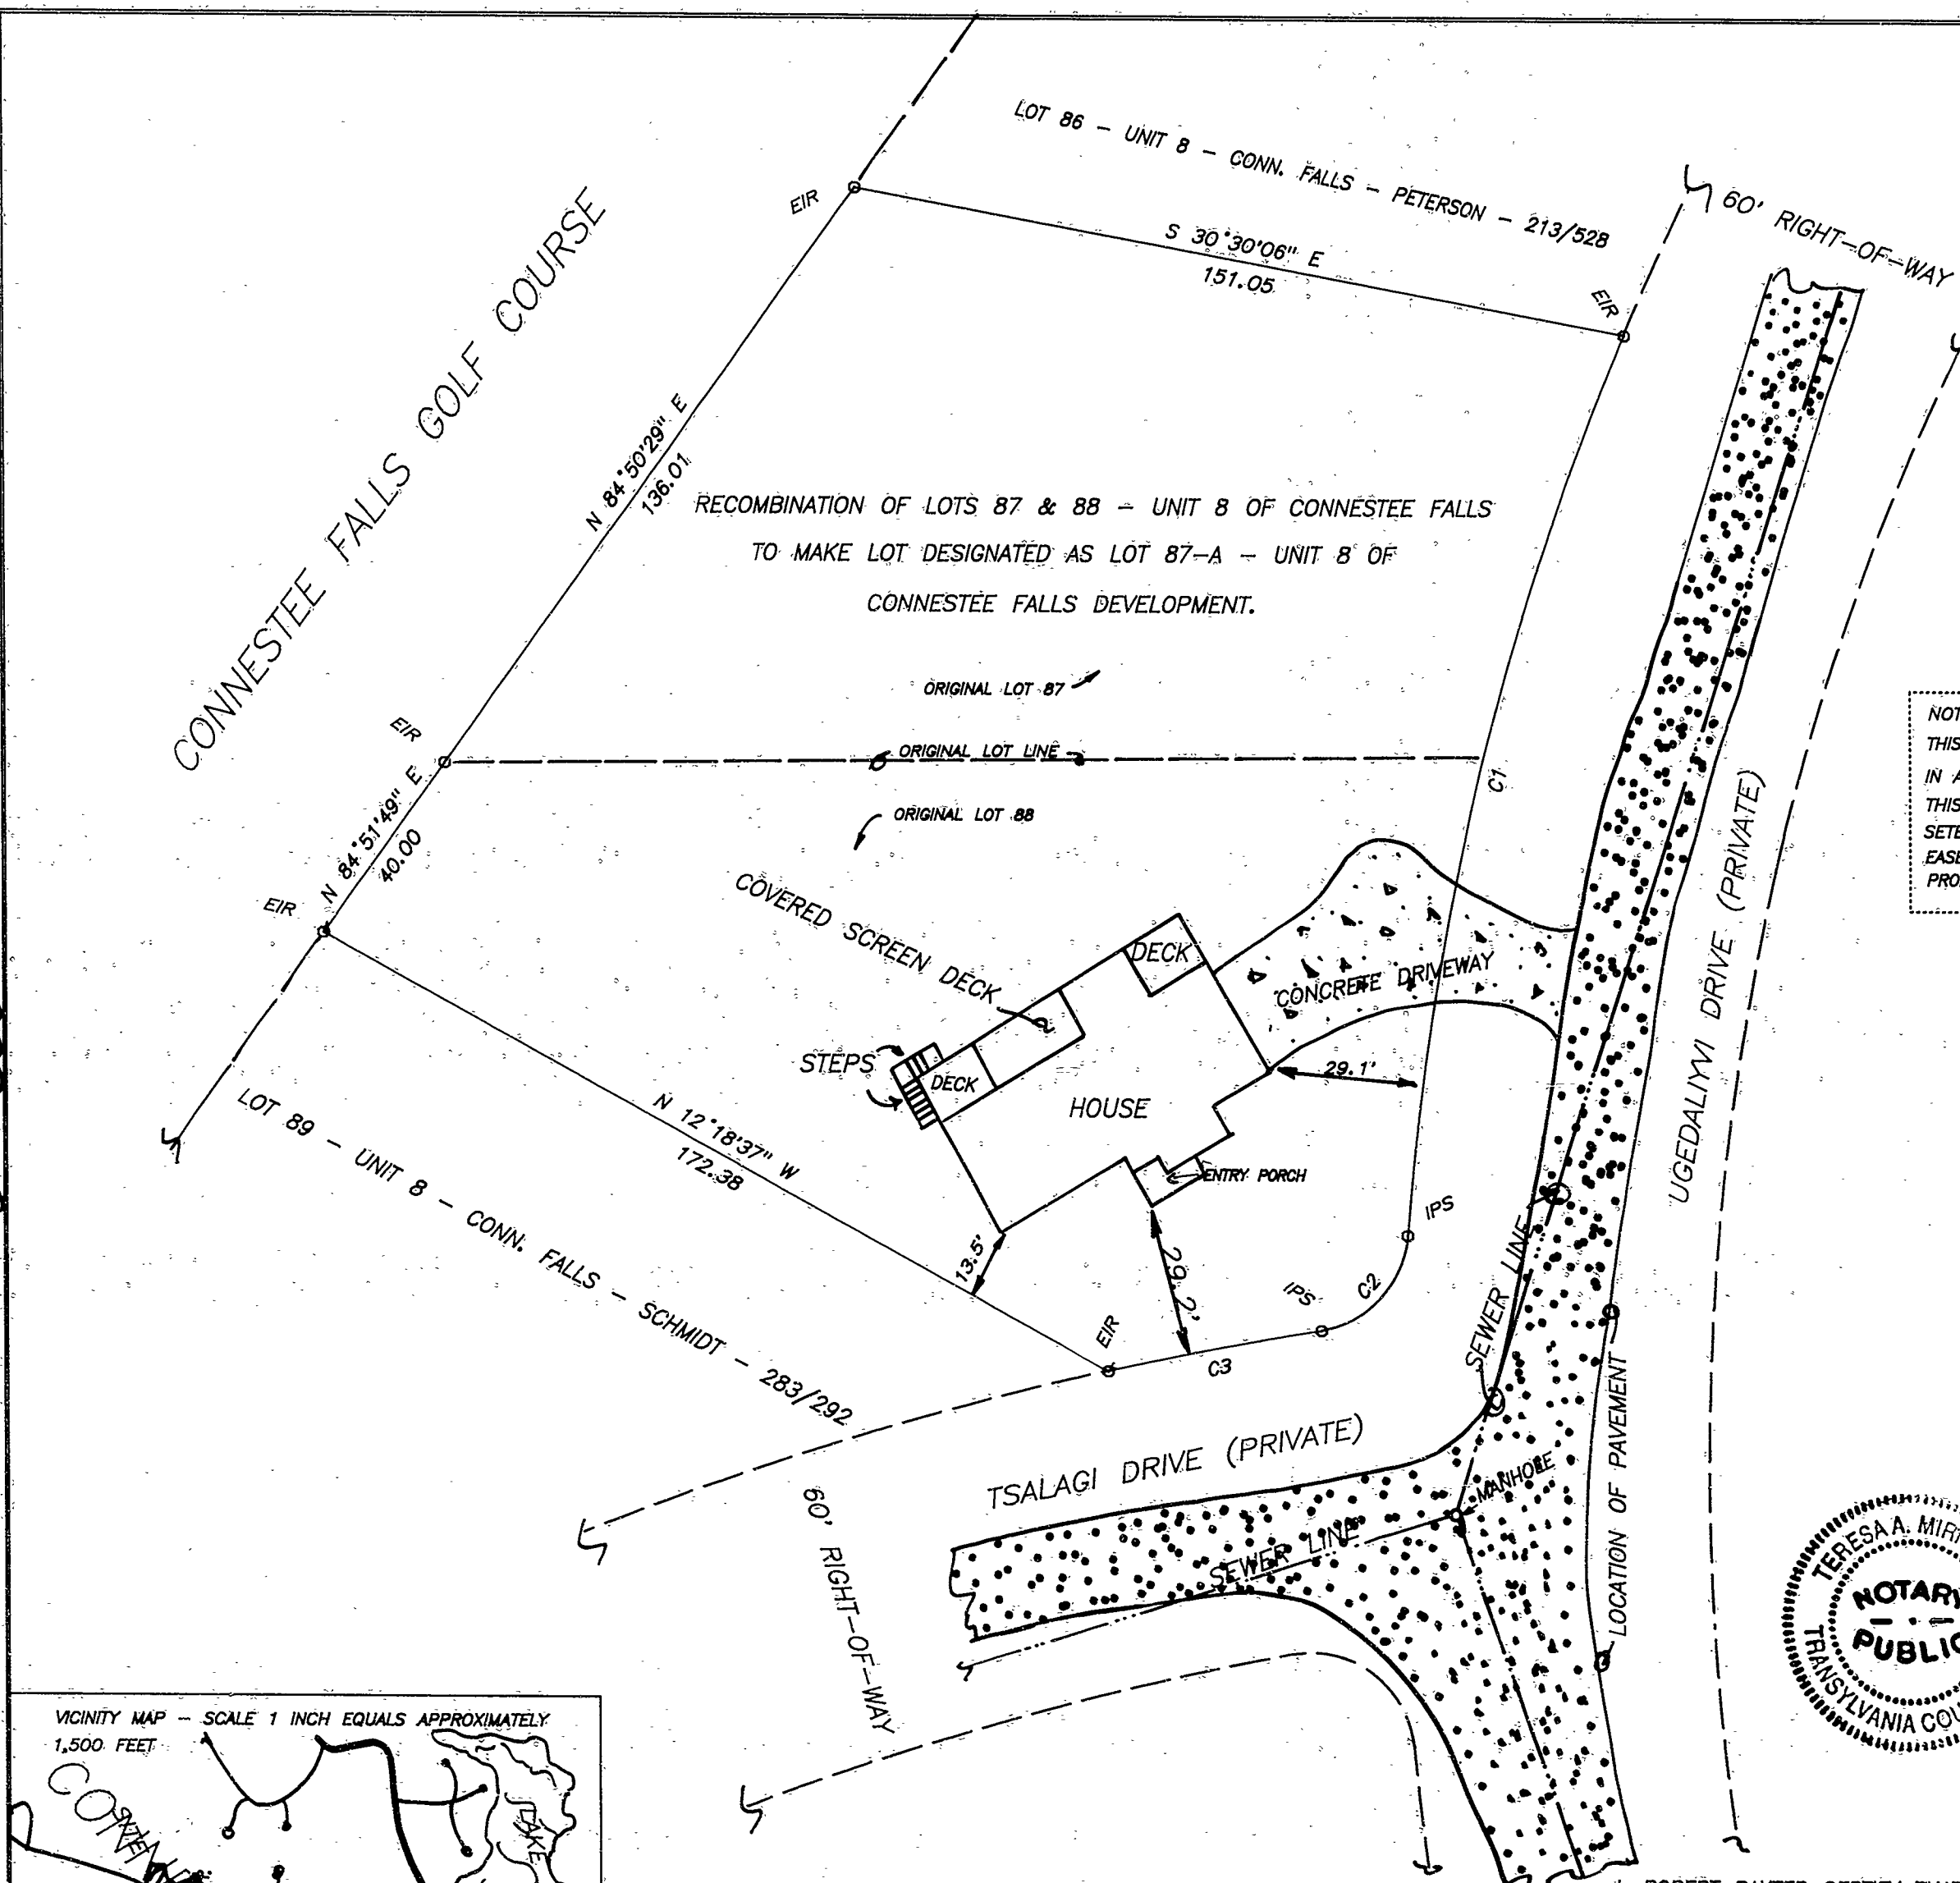 LOT 86 - UNIT 8 - CONN. FALLS - PETERSON - 213/528
60' RIGHT-OF-WAY
EIR
S 30°30'06" E
151.05
EIR
CONNESTEE FALLS GOLF COURSE
N 84°50'29" E
136.01
RECOMBINATION OF LOTS 87 & 88 - UNIT 8 OF CONNESTEE FALLS
TO MAKE LOT DESIGNATED AS LOT 87-A - UNIT 8 OF
CONNESTEE FALLS DEVELOPMENT.
ORIGINAL LOT 87
EIR
ORIGINAL LOT LINE
C1
ORIGINAL LOT 88
N 84°51'49" E
40.00
EIR
THIS
THIS
UGEDALIYVI DRIVE (PRIVATE)
COVERED SCREEN DECK
DECK
CONCRETE DRIVEWAY
STEPS
DECK
HOUSE
29.1'
LOT 89 - UNIT 8 - CONN. FALLS - SCHMIDT - 283/292
N 12°18'37" W
172.38
ENTRY PORCH
IPS
13.5'
29.2'
IPS
C2
EIR
C3
SEWER LINE
LOCATION OF PAVEMENT
TSALAGI DRIVE (PRIVATE)
MANHOLE
SEWER LINE
60' RIGHT-OF-WAY
TERESA A.
NOTARY
PUBLIC
TRANSYLVANIA
VICINITY MAP - SCALE 1 INCH EQUALS APPROXIMATELY
1,500 FEET
LAKE